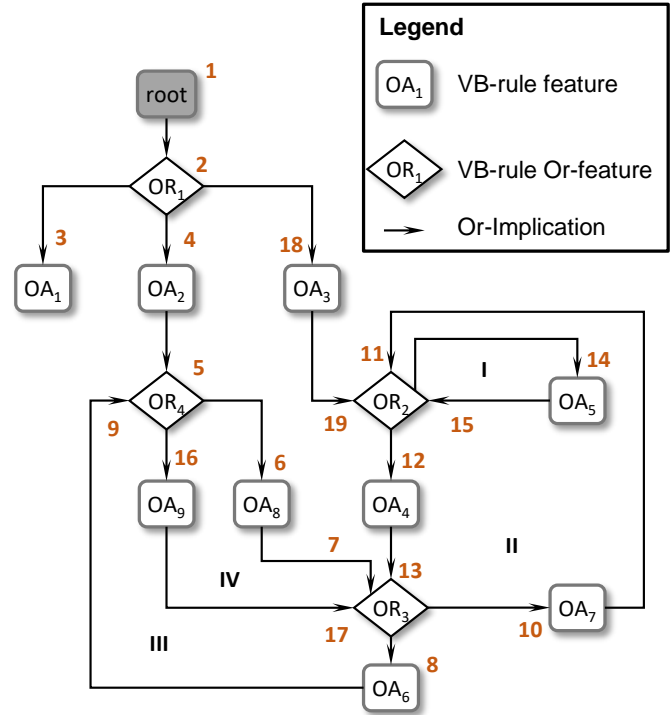 Legend
OA₁ VB-rule feature
OR₁ VB-rule Or-feature
Or-Implication
1
root
2
OR₁
3
4
18
OA₁
OA₂
OA₃
5
11
I
14
OR₄
OR₂
OA₅
9
19
15
16
6
12
OA₉
OA₈
OA₄
7
II
IV
13
OR₃
OA₇
17
10
III
8
OA₆